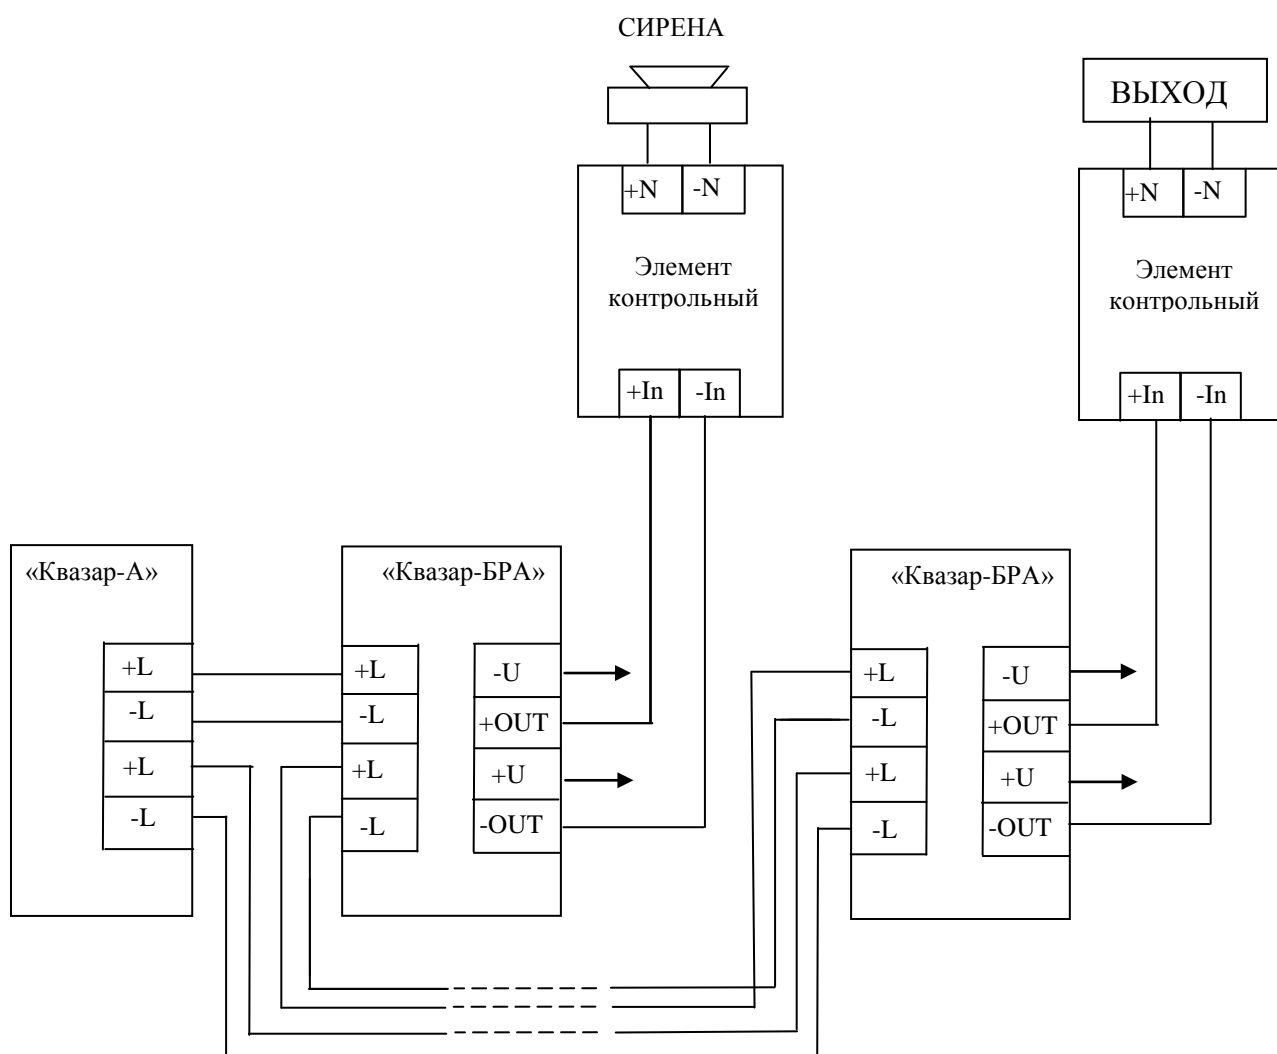 СИРЕНА
ВЫХОД
+N -N
+N -N
Элемент
контрольный
Элемент
контрольный
+In -In
+In -In
«Квазар-А»
+L
-L
+L
-L
«Квазар-БРА»
+L
-L
+L
-L
-U
+OUT
+U
-OUT
«Квазар-БРА»
+L
-L
+L
-L
-U
+OUT
+U
-OUT